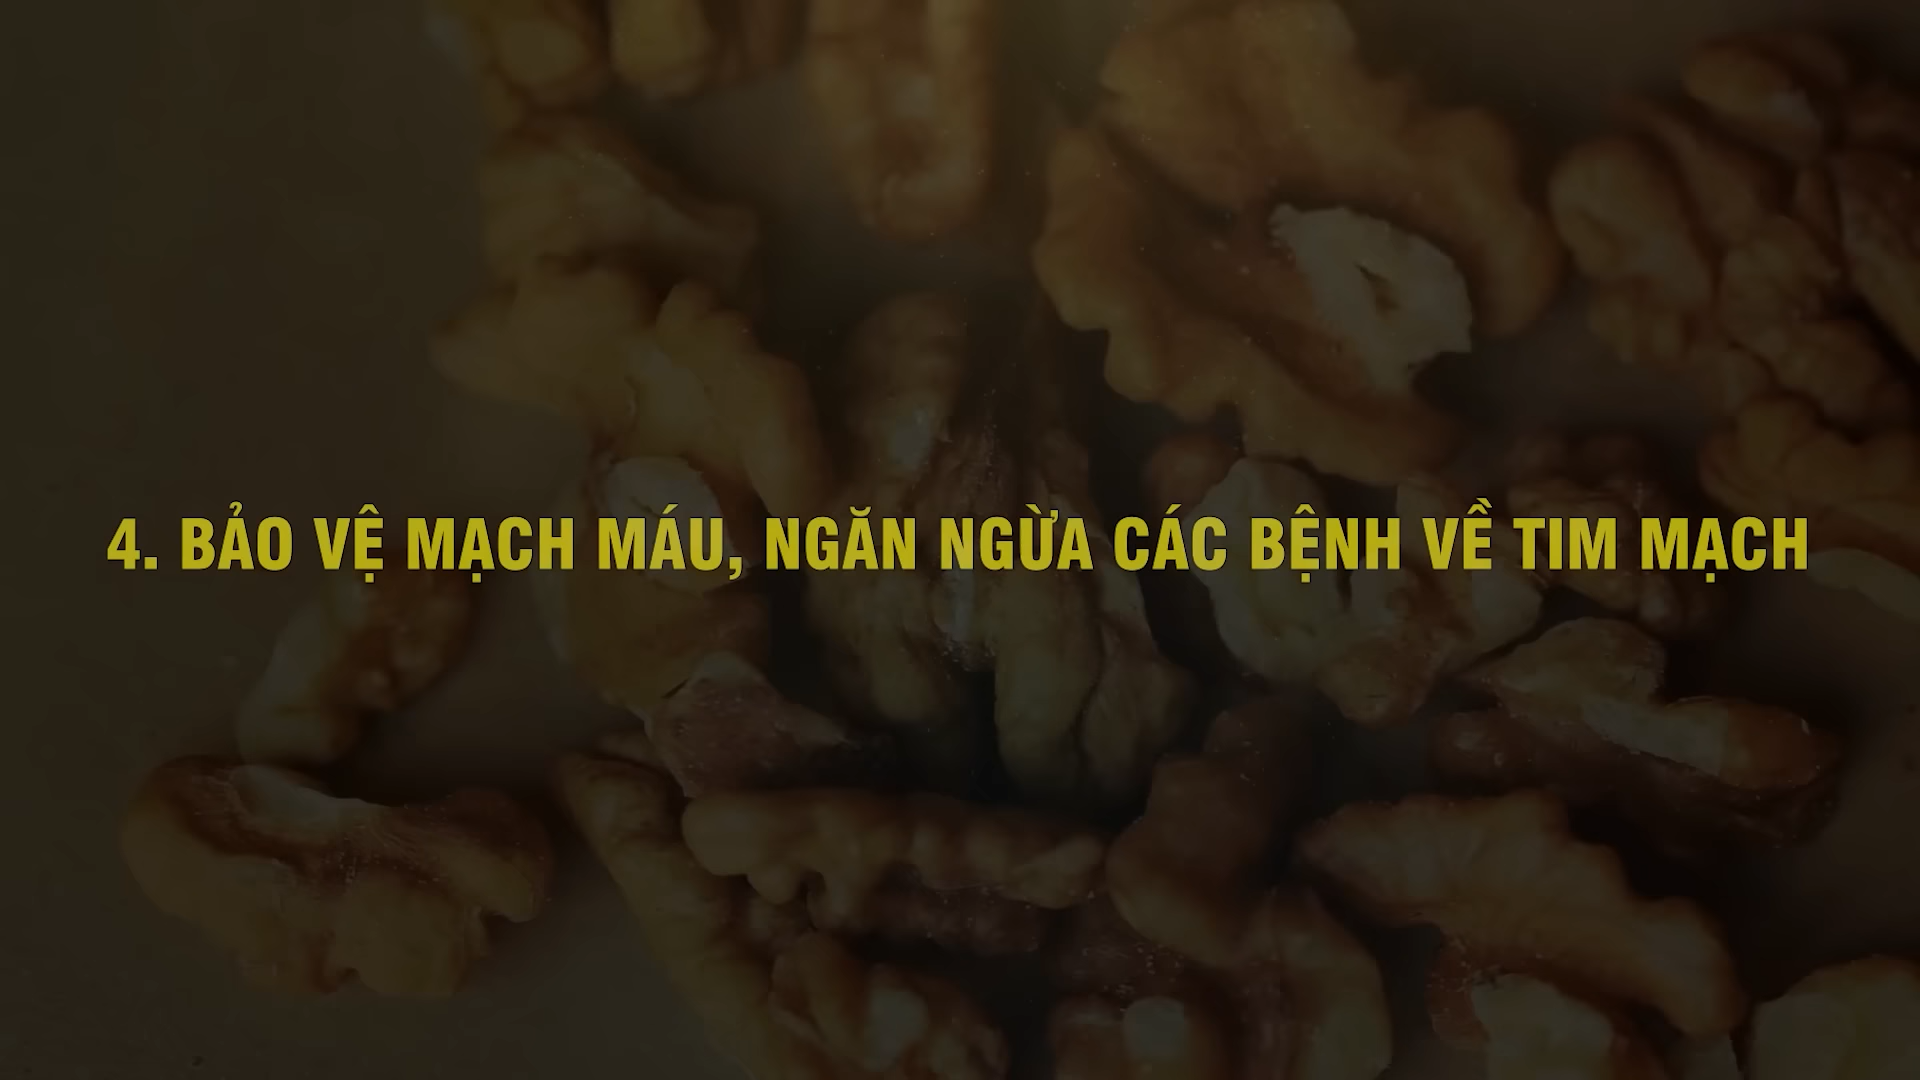 4. BẢO VỆ MẠCH MÁU, NGĂN NGỪA CÁC BỆNH VỀ TIM MẠCH